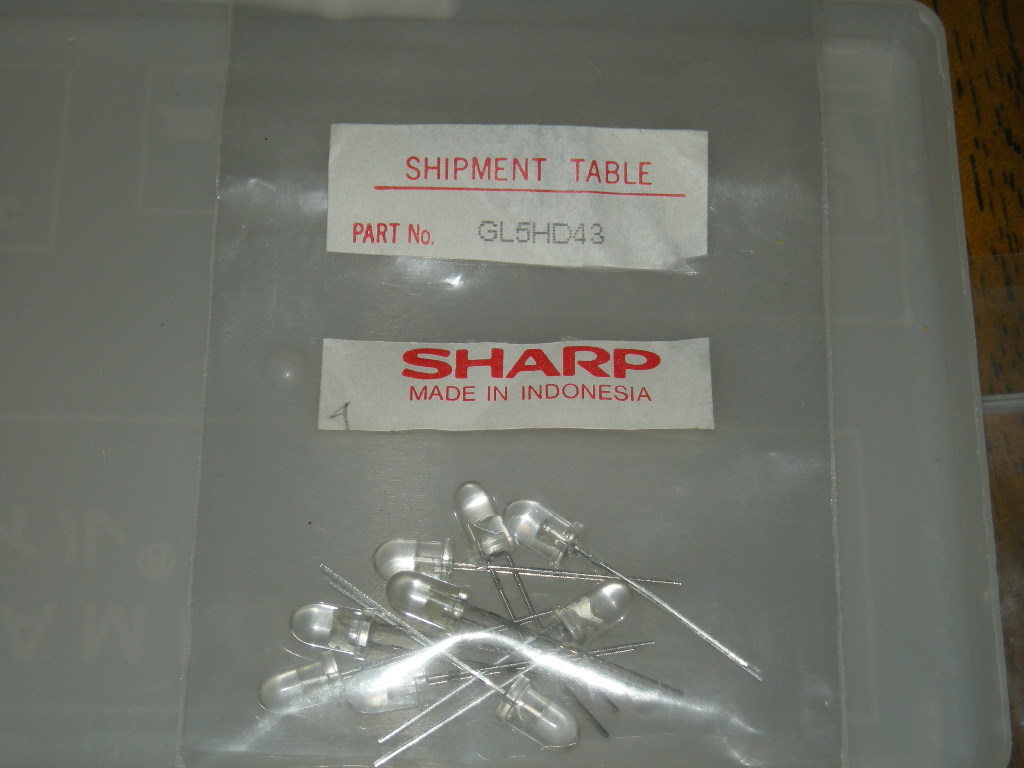 SHIPMENT TABLE
PART No. GL5HD43
SHARP
MADE IN INDONESIA